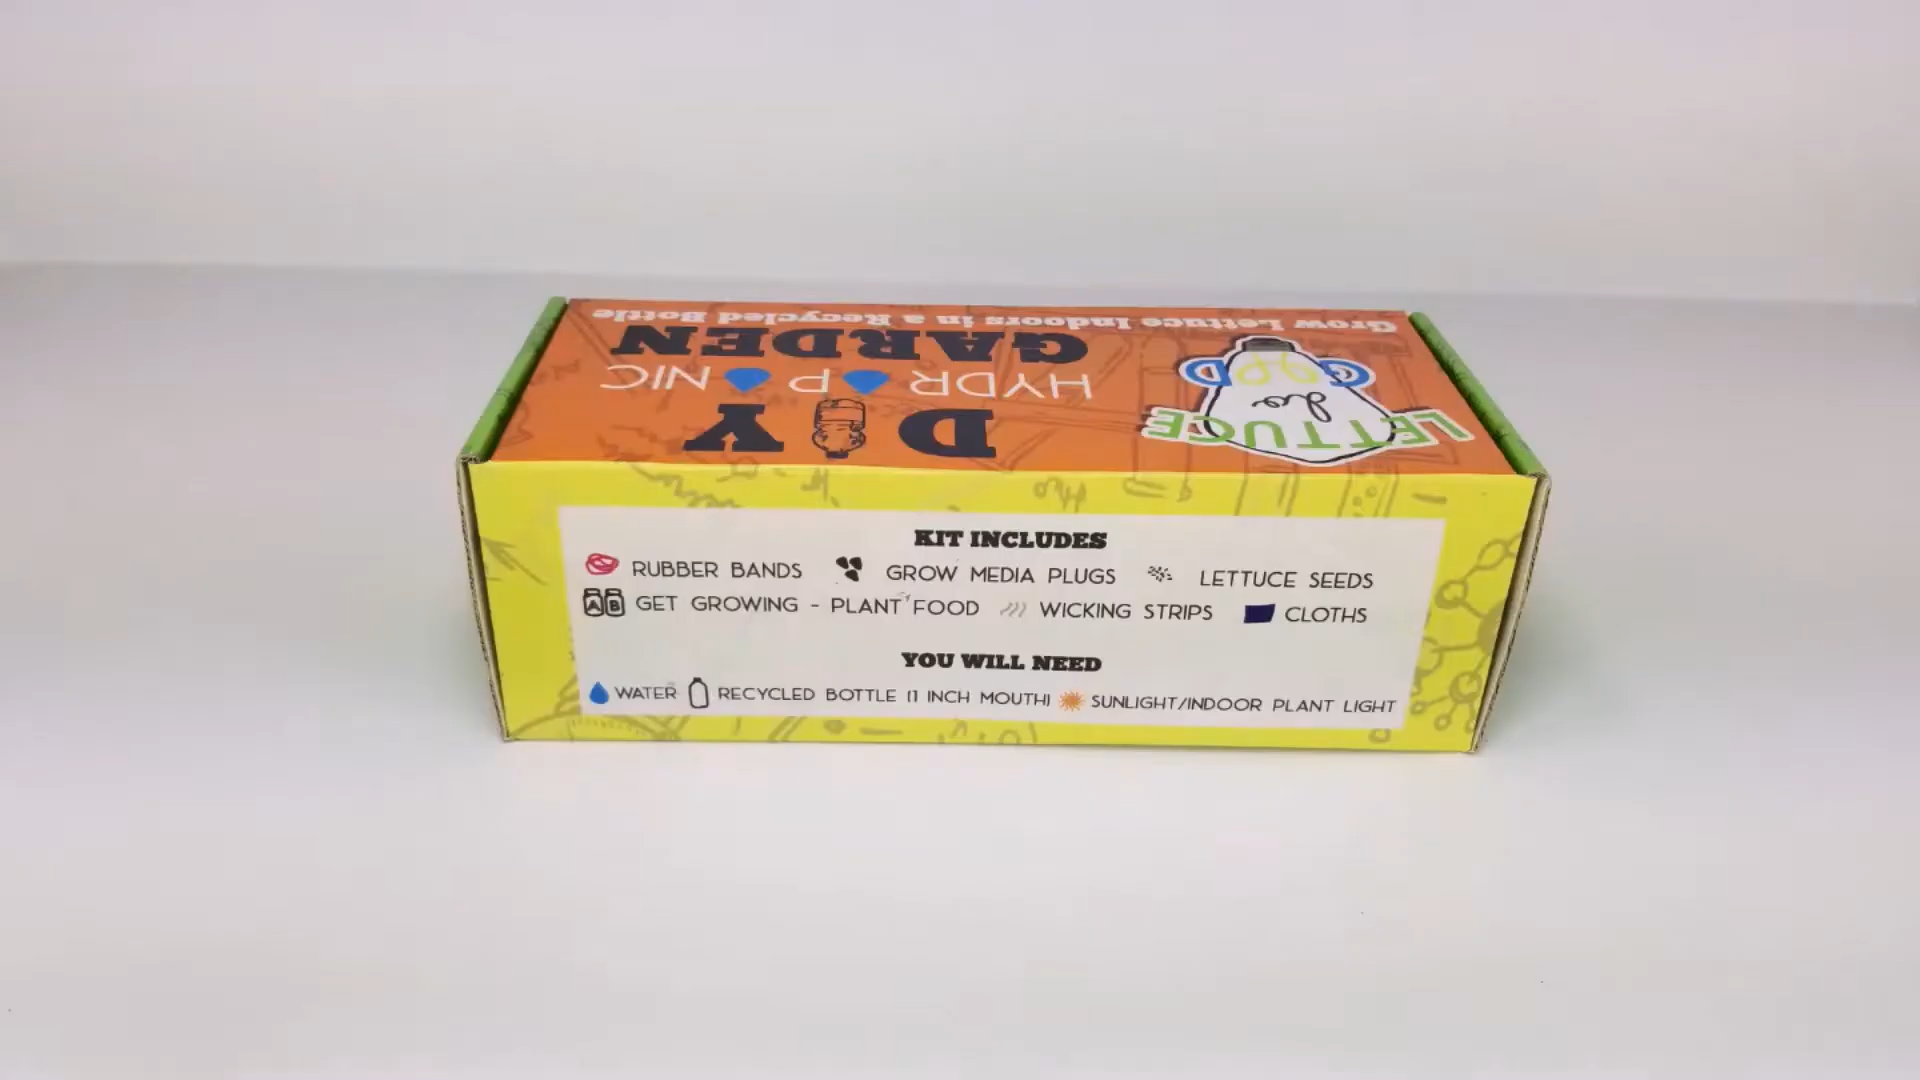 Grow Lettuce Indoors in a Recycled Bottle
GARDEN
HYDROPONIC
DIY
LETTUCE
be
GOOD
KIT INCLUDES
RUBBER BANDS GROW MEDIA PLUGS LETTUCE SEEDS
A B GET GROWING - PLANT FOOD WICKING STRIPS CLOTHS
YOU WILL NEED
WATER RECYCLED BOTTLE (1 INCH MOUTH) SUNLIGHT/INDOOR PLANT LIGHT